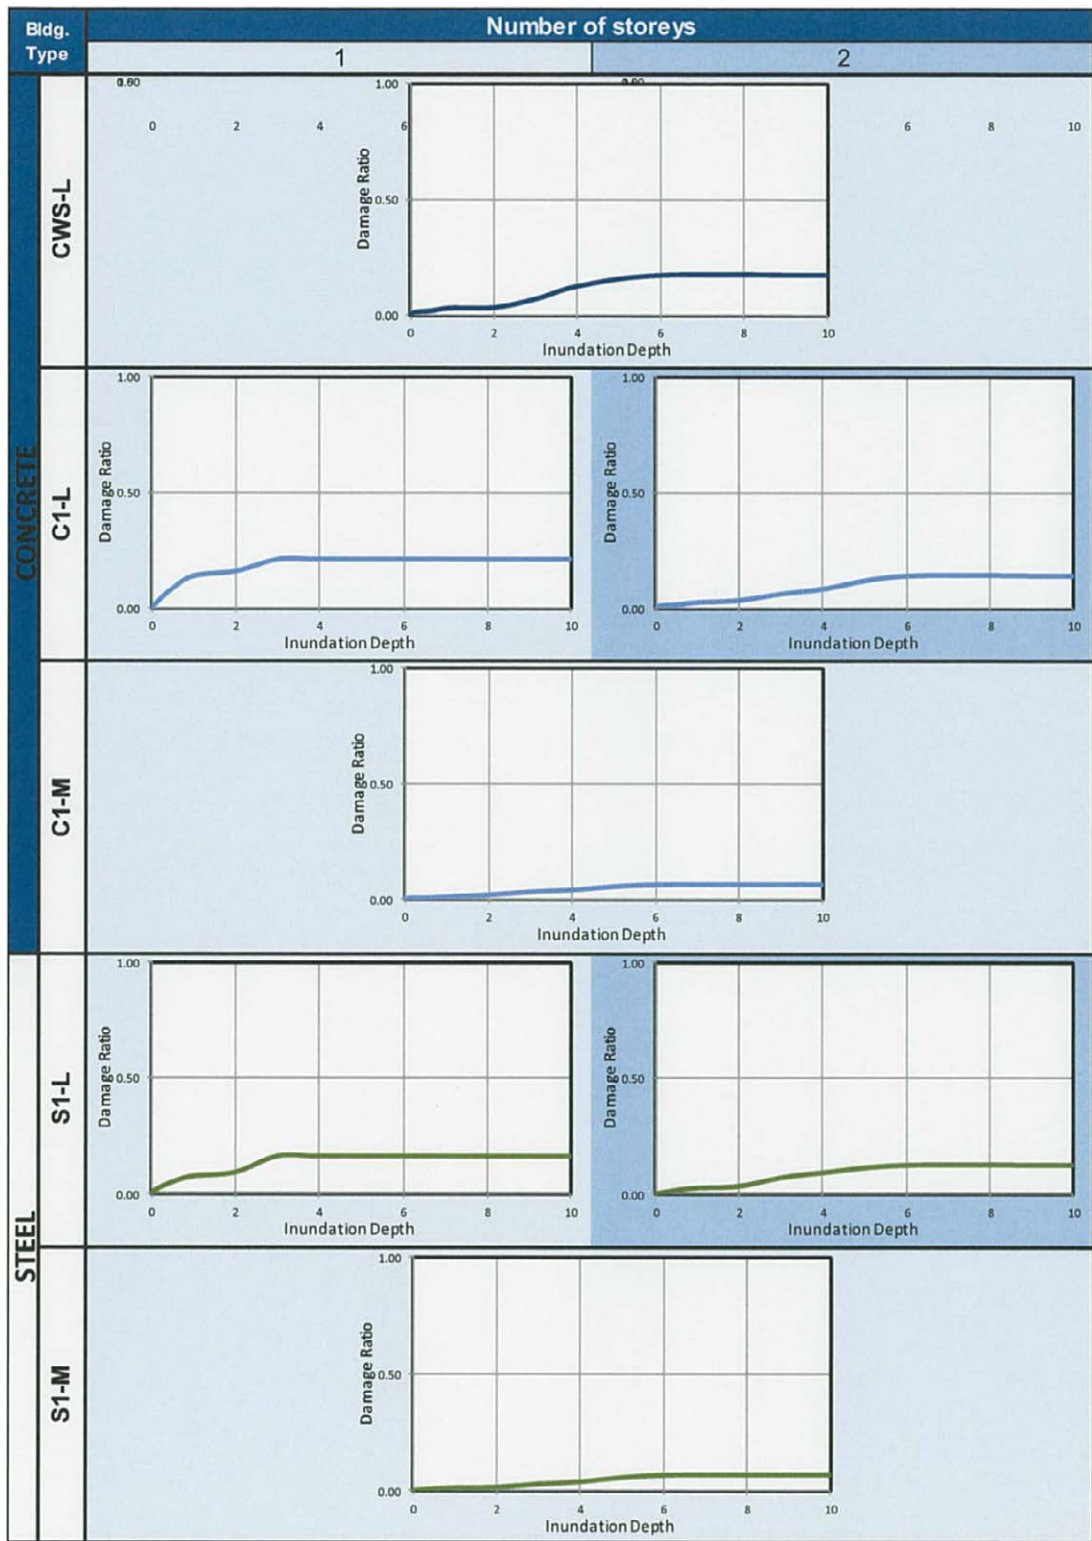 Bldg. Type
Number of storeys
1
2
CONCRETE
CWS-L
0 2 4 6
6 8 10
1.00
0.50
0.00
Damage Ratio
0 2 4 6 8 10
Inundation Depth
C1-L
1.00
0.50
0.00
Damage Ratio
0 2 4 6 8 10
Inundation Depth
1.00
0.50
0.00
Damage Ratio
0 2 4 6 8 10
Inundation Depth
C1-M
1.00
0.50
0.00
Damage Ratio
0 2 4 6 8 10
Inundation Depth
STEEL
S1-L
1.00
0.50
0.00
Damage Ratio
0 2 4 6 8 10
Inundation Depth
1.00
0.50
0.00
Damage Ratio
0 2 4 6 8 10
Inundation Depth
S1-M
1.00
0.50
0.00
Damage Ratio
0 2 4 6 8 10
Inundation Depth